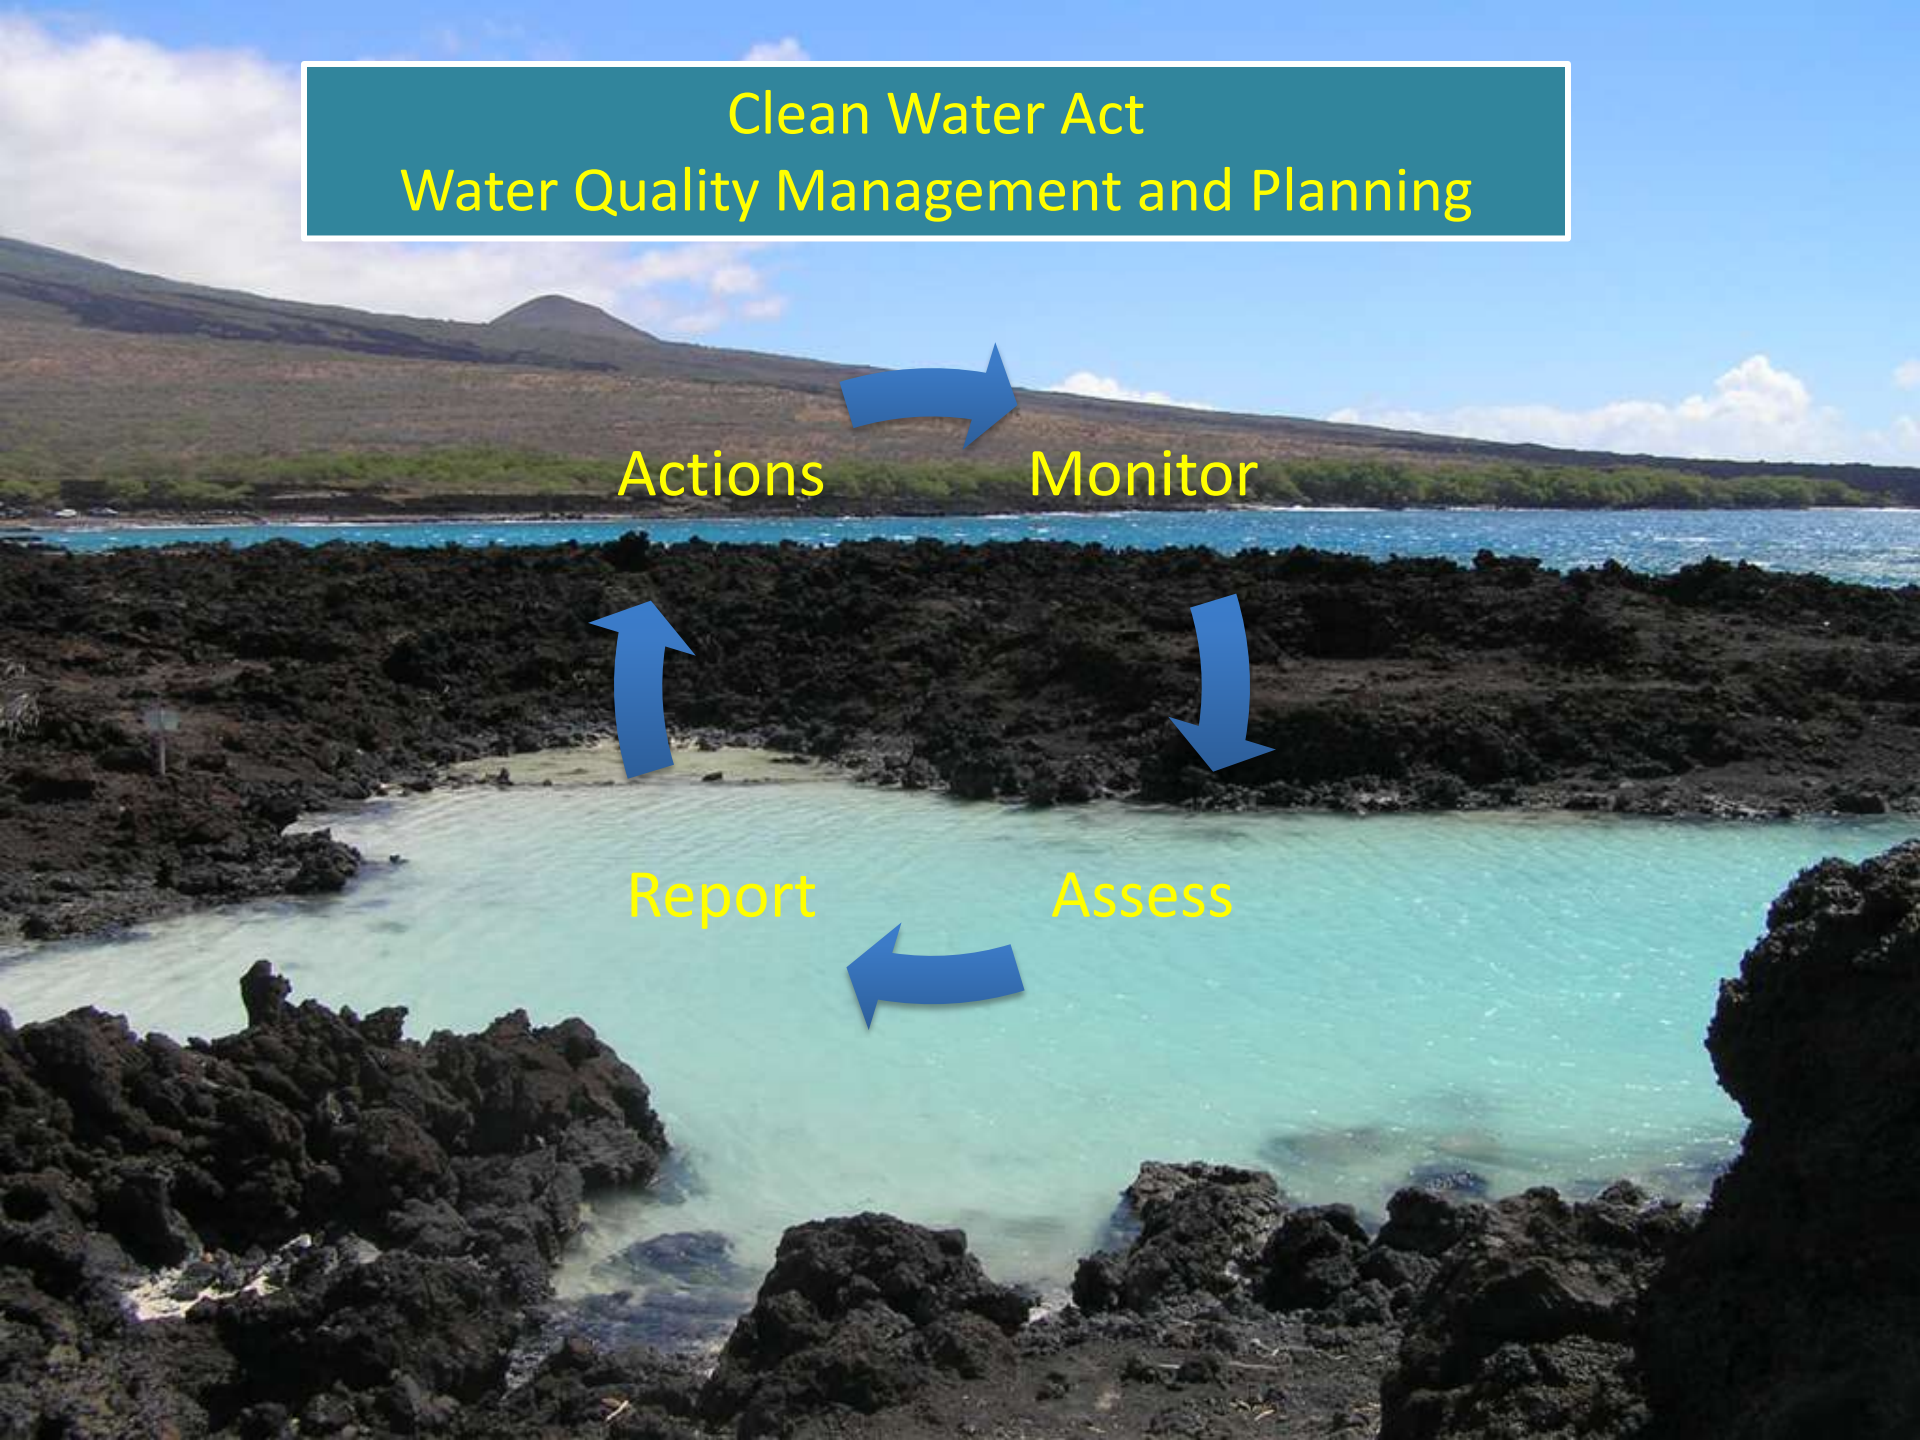 Clean Water Act
Water Quality Management and Planning
Actions
Monitor
Report
Assess